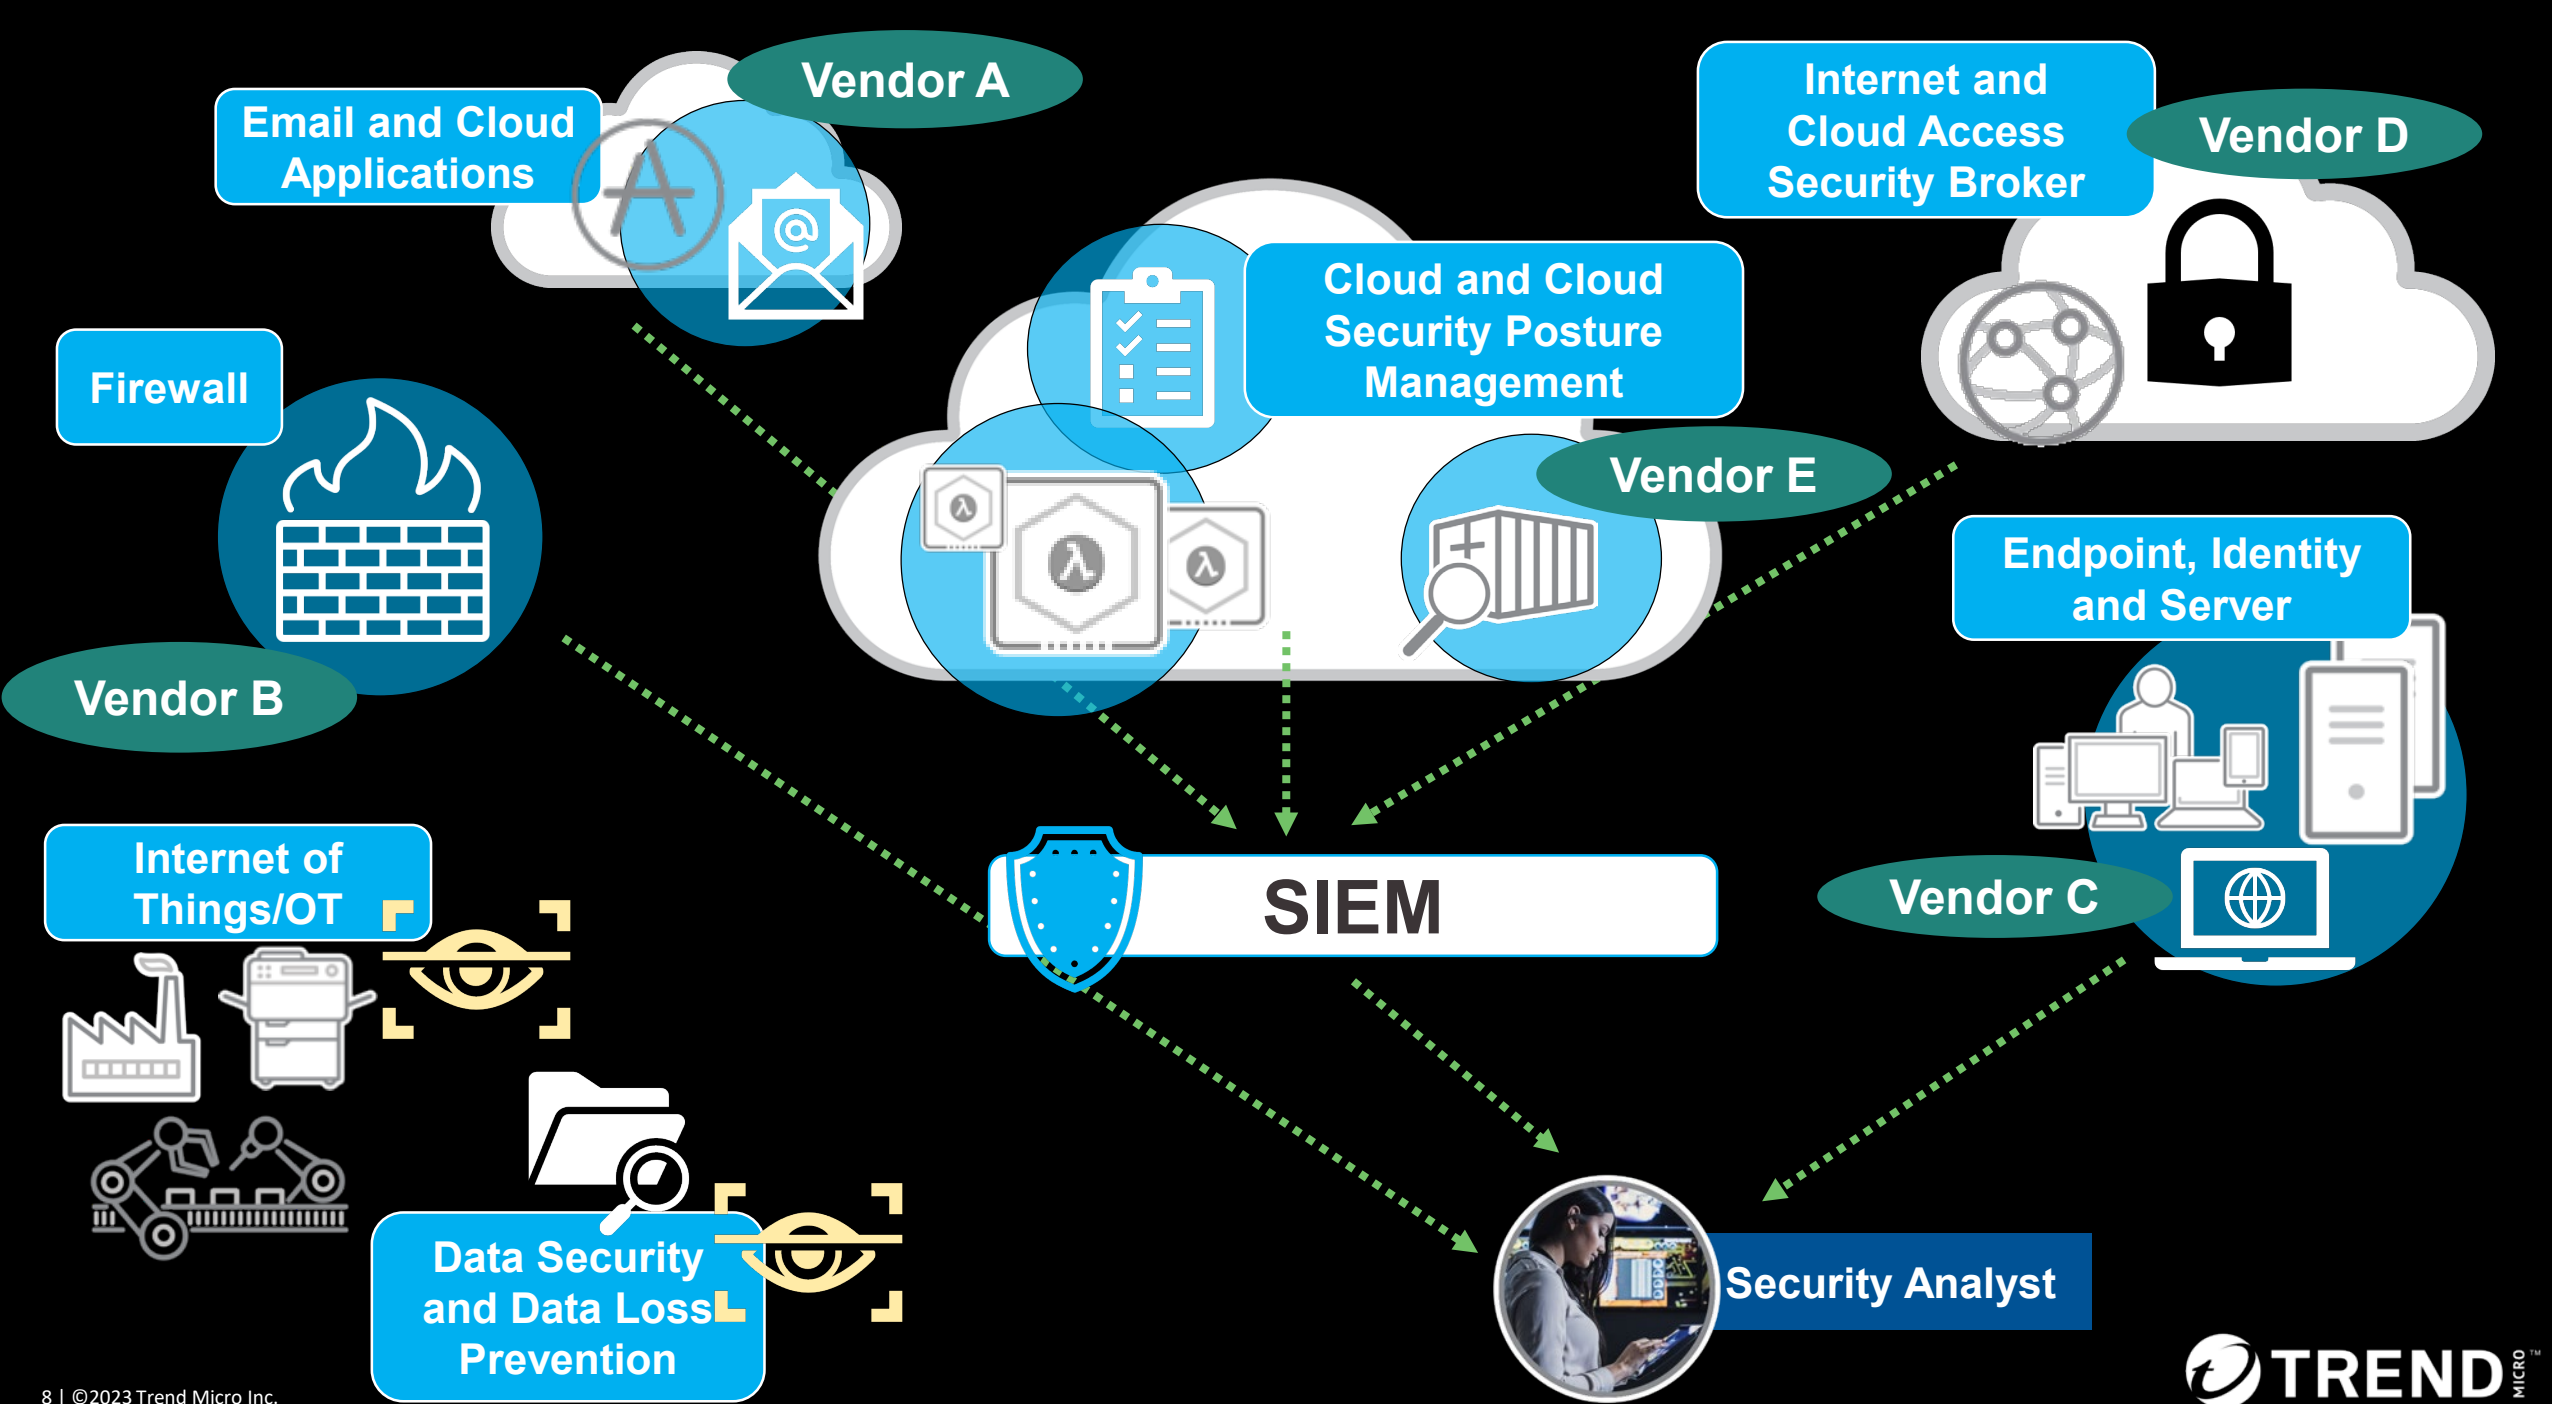 Vendor A
Email and Cloud
Applications
Internet and
Cloud Access
Security Broker
Vendor D
Cloud and Cloud
Security Posture
Management
Firewall
Vendor E
Endpoint, Identity
and Server
Vendor B
Internet of
Things/OT
SIEM
Vendor C
Data Security
and Data Loss
Prevention
Security Analyst
8 | ©2023 Trend Micro Inc.
TREND MICRO™